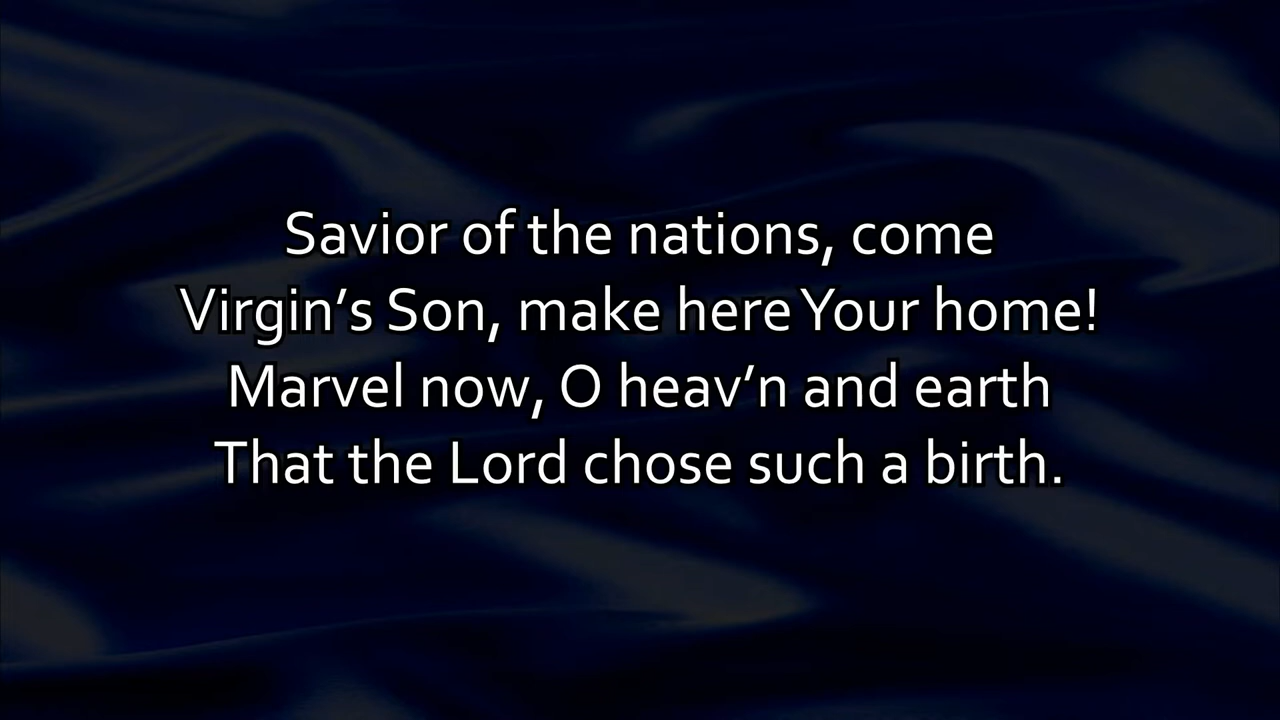 Savior of the nations, come
Virgin’s Son, make here Your home!
Marvel now, O heav’n and earth
That the Lord chose such a birth.